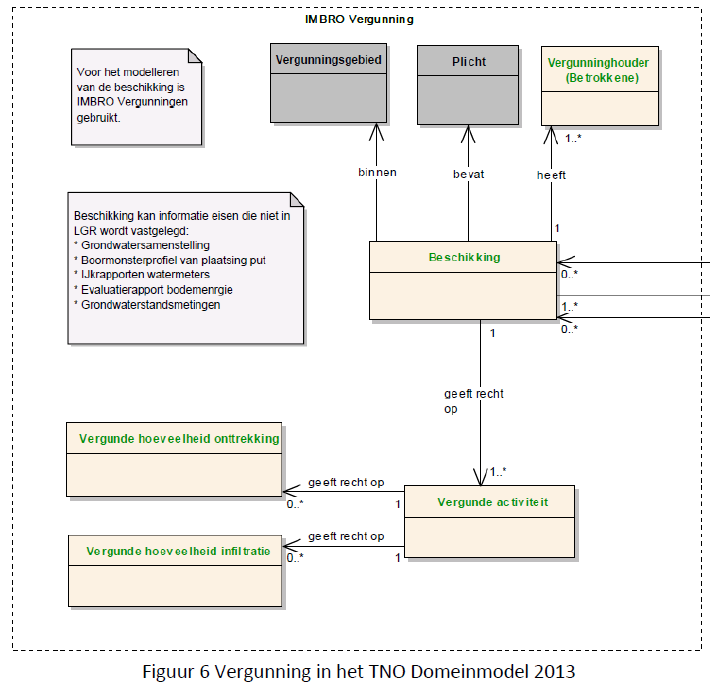 IMBRO Vergunning
Voor het modelleren
van de beschikking is
IMBRO Vergunningen
gebruikt.
Vergunningsgebied
Plicht
Vergunninghouder
(Betrokkene)
1..*
binnen
bevat
heeft
1
Beschikking kan informatie eisen die niet in
LGR wordt vastgelegd:
* Grondwatersamenstelling
* Boormonsterprofiel van plaatsing put
* IJkrapporten watermeters
* Evaluatierapport bodemenrgie
* Grondwaterstandsmetingen
Beschikking
0..*
1..*
0..*
1
geeft recht
op
1..*
Vergunde hoeveelheid onttrekking
geeft recht op
0..*
1
Vergunde activiteit
Vergunde hoeveelheid infiltratie
geeft recht op
0..*
1
Figuur 6 Vergunning in het TNO Domeinmodel 2013